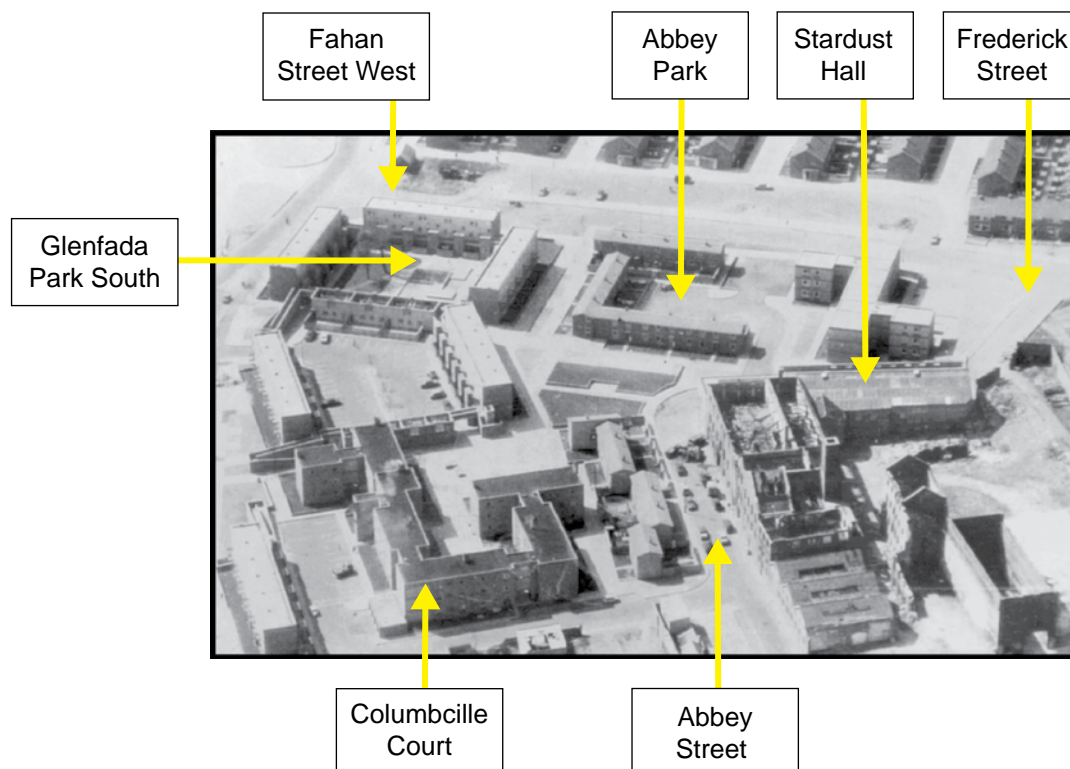 Fahan
Street West
Abbey
Park
Stardust
Hall
Frederick
Street
Glenfada
Park South
Columbcille
Court
Abbey
Street